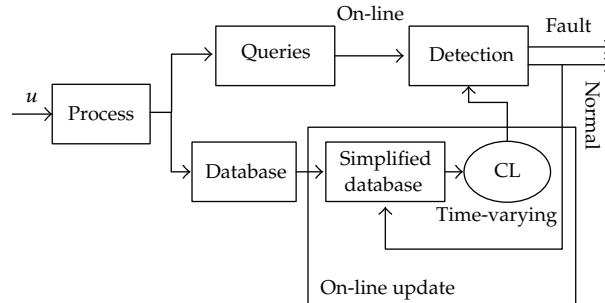 On-line
Fault
Queries
Detection
u
Process
Normal
Database
Simplified
database
CL
Time-varying
On-line update